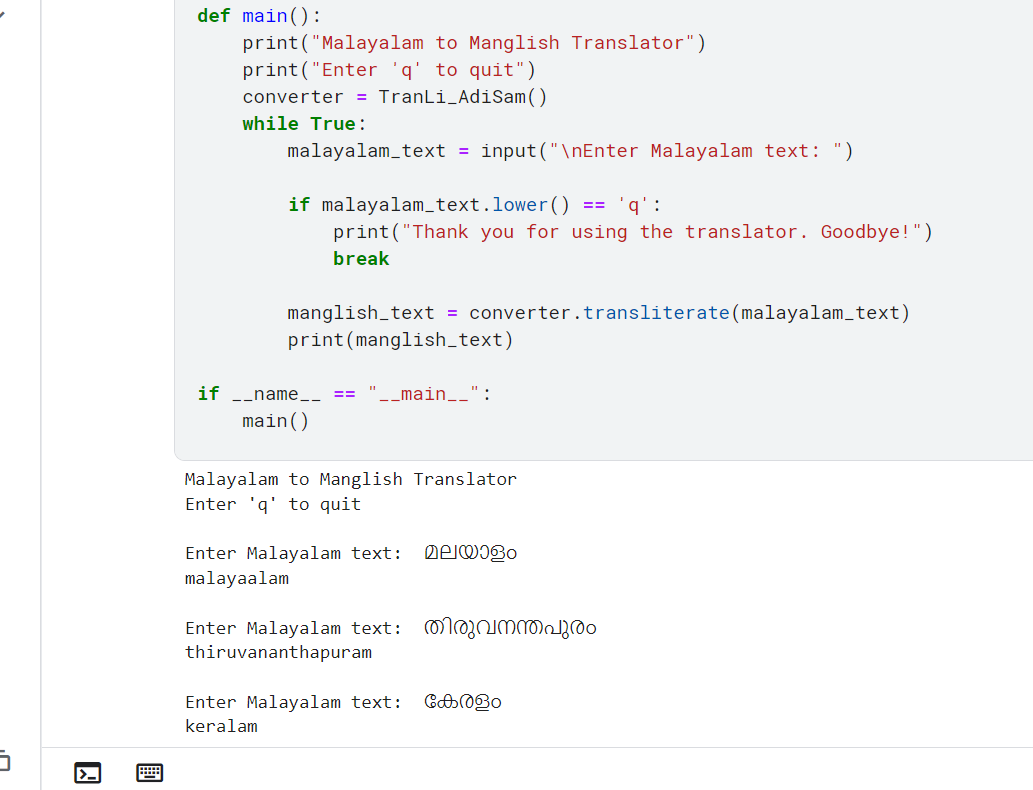 def main():
    print("Malayalam to Manglish Translator")
    print("Enter 'q' to quit")
    converter = TranLi_AdiSam()
    while True:
        malayalam_text = input("\nEnter Malayalam text: ")
        if malayalam_text.lower() == 'q':
            print("Thank you for using the translator. Goodbye!")
            break
        manglish_text = converter.transliterate(malayalam_text)
        print(manglish_text)
if __name__ == "__main__":
    main()
Malayalam to Manglish Translator
Enter 'q' to quit
Enter Malayalam text:  മലയാളം
malayaalam
Enter Malayalam text:  തിരുവനന്തപുരം
thiruvananthapuram
Enter Malayalam text:  കേരളം
keralam